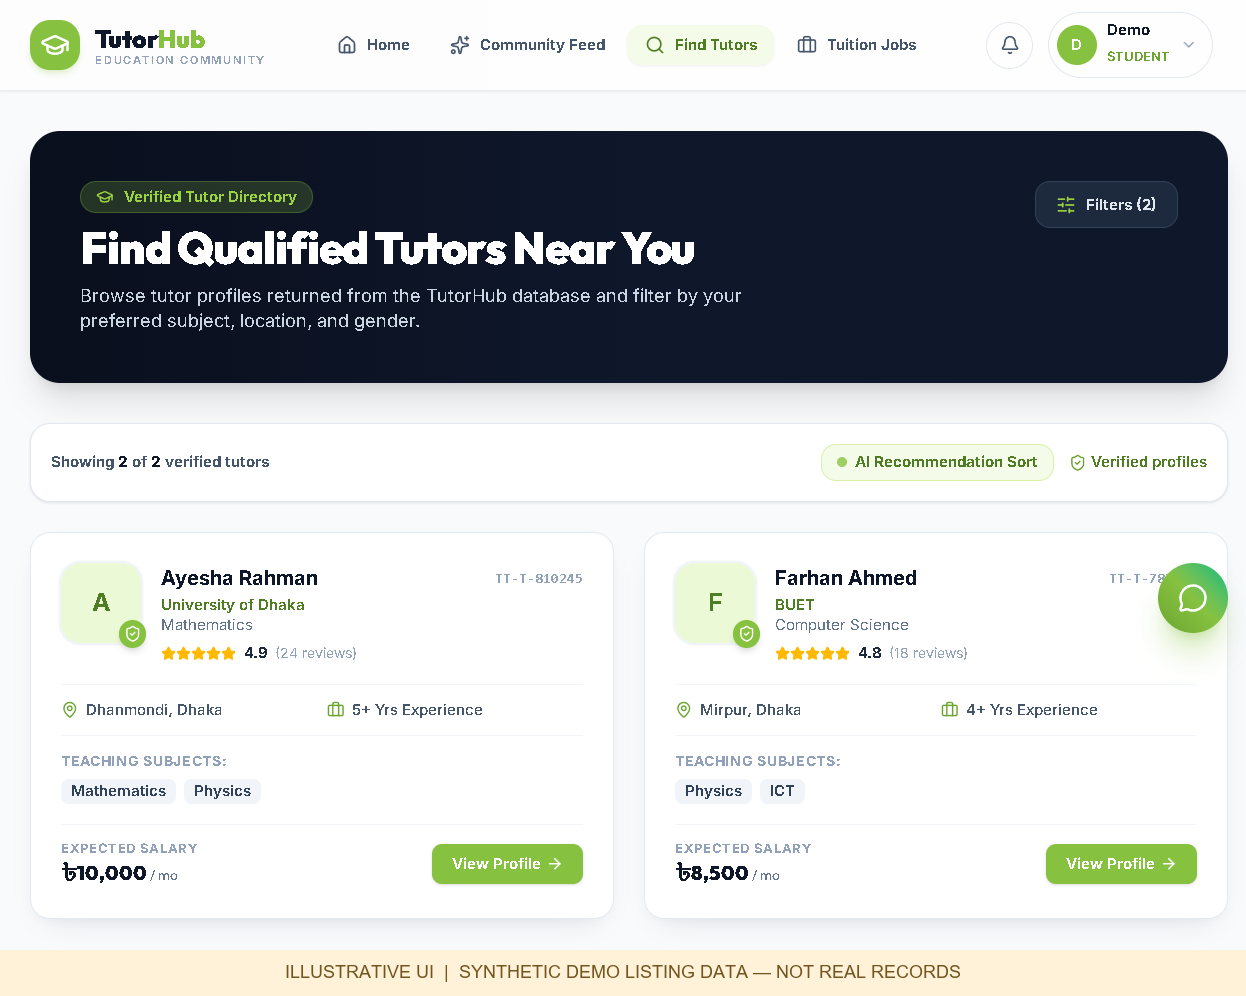 TutorHub
EDUCATION COMMUNITY
Home
Community Feed
Find Tutors
Tuition Jobs
D
Demo
STUDENT
Verified Tutor Directory
Filters (2)
Find Qualified Tutors Near You
Browse tutor profiles returned from the TutorHub database and filter by your
preferred subject, location, and gender.
Showing 2 of 2 verified tutors
AI Recommendation Sort
Verified profiles
A
Ayesha Rahman
TT-T-810245
University of Dhaka
Mathematics
4.9 (24 reviews)
Dhanmondi, Dhaka
5+ Yrs Experience
TEACHING SUBJECTS:
Mathematics
Physics
EXPECTED SALARY
৳10,000 / mo
View Profile →
F
Farhan Ahmed
BUET
Computer Science
4.8 (18 reviews)
Mirpur, Dhaka
4+ Yrs Experience
TEACHING SUBJECTS:
Physics
ICT
EXPECTED SALARY
৳8,500 / mo
View Profile →
ILLUSTRATIVE UI | SYNTHETIC DEMO LISTING DATA — NOT REAL RECORDS